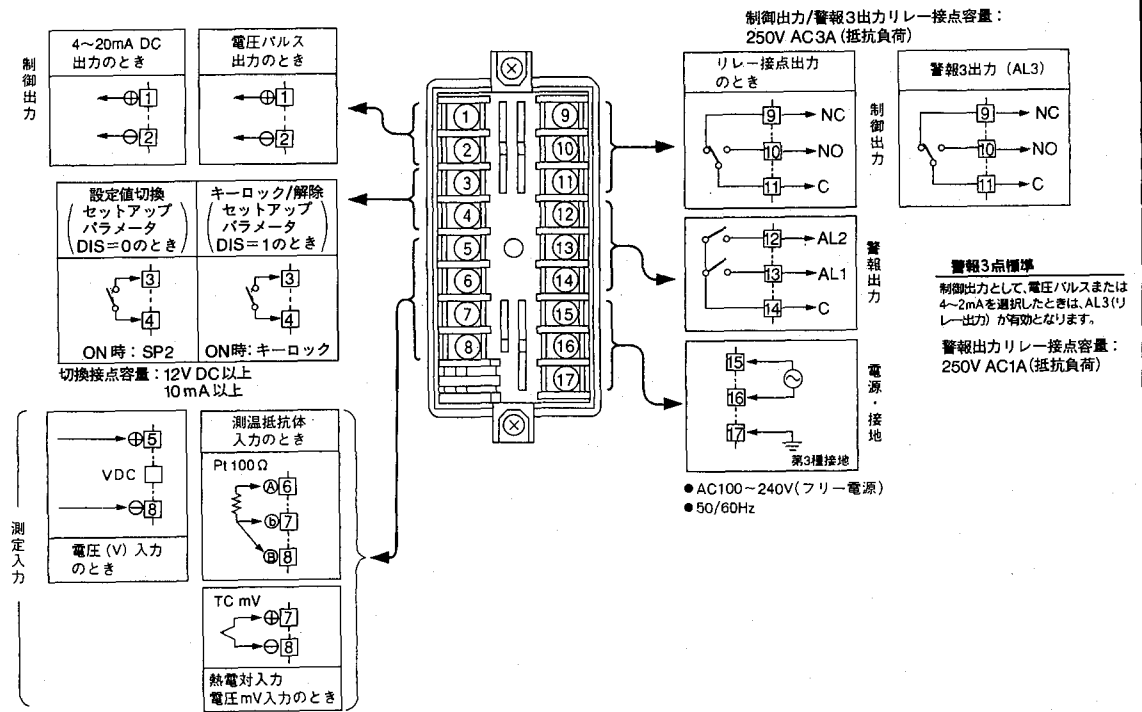 制御出力/警報3出力リレー接点容量：
250V AC3A（抵抗負荷）
制御出力
4～20mA DC
出力のとき
⊕1
⊖2
電圧パルス
出力のとき
⊕1
⊖2
設定値切換
（セットアップ
パラメータ
DIS＝0のとき）
3
4
ON時：SP2
キーロック/解除
（セットアップ
パラメータ
DIS＝1のとき）
3
4
ON時：キーロック
切換接点容量：12V DC以上
10mA以上
測定入力
⊕5
VDC
⊖8
電圧（V）入力
のとき
測温抵抗体
入力のとき
Pt 100Ω
Ⓐ6
ⓑ7
Ⓑ8
TC mV
⊕7
⊖8
熱電対入力
電圧mV入力のとき
①
②
③
④
⑤
⑥
⑦
⑧
⑨
⑩
⑪
⑫
⑬
⑭
⑮
⑯
⑰
リレー接点出力
のとき
9 NC
10 NO
11 C
制御出力
警報3出力（AL3）
9 NC
10 NO
11 C
12 AL2
13 AL1
14 C
警報出力
警報3点標準
制御出力として、電圧パルスまたは
4～2mAを選択したときは、AL3（リ
レー出力）が有効となります。
警報出力リレー接点容量：
250V AC1A（抵抗負荷）
15
16
17
第3種接地
電源・接地
●AC100～240V（フリー電源）
●50/60Hz